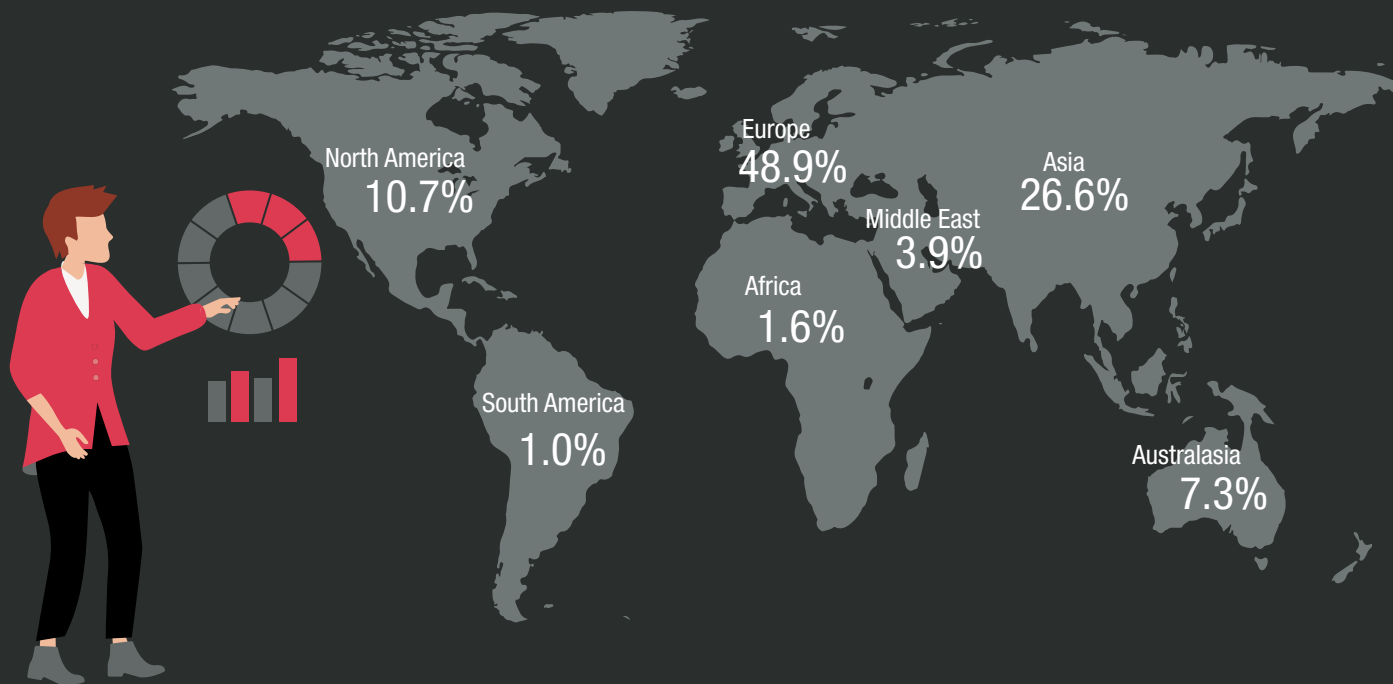 North America
10.7%
Europe
48.9%
Asia
26.6%
Middle East
3.9%
Africa
1.6%
South America
1.0%
Australasia
7.3%